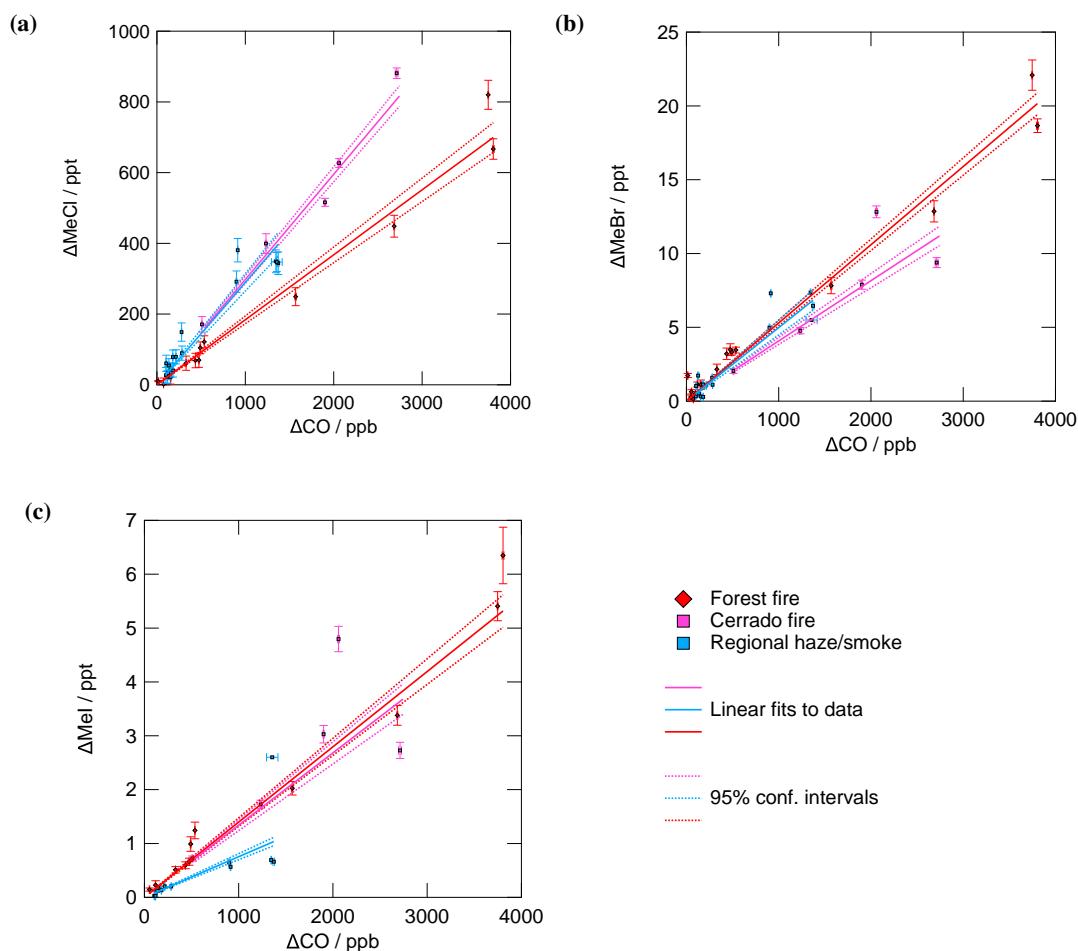 (a)
1000
800
600
400
200
0
ΔMeCl / ppt
0 1000 2000 3000 4000
ΔCO / ppb
(b)
25
20
15
10
5
0
ΔMeBr / ppt
0 1000 2000 3000 4000
ΔCO / ppb
(c)
7
6
5
4
3
2
1
0
ΔMeI / ppt
0 1000 2000 3000 4000
ΔCO / ppb
Forest fire
Cerrado fire
Regional haze/smoke
Linear fits to data
95% conf. intervals